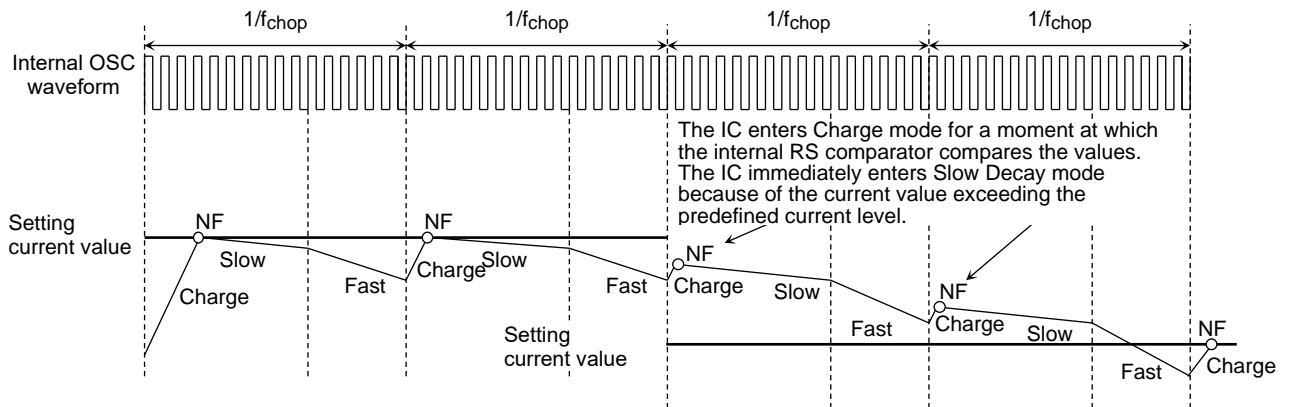 1/fchop 1/fchop 1/fchop 1/fchop
Internal OSC
waveform
The IC enters Charge mode for a moment at which
the internal RS comparator compares the values.
The IC immediately enters Slow Decay mode
because of the current value exceeding the
predefined current level.
Setting
current value
NF
Slow
Charge
Fast
NF
Charge
Slow
Fast
NF
Charge
Slow
Fast
NF
Charge
Slow
Fast
NF
Charge
Setting
current value